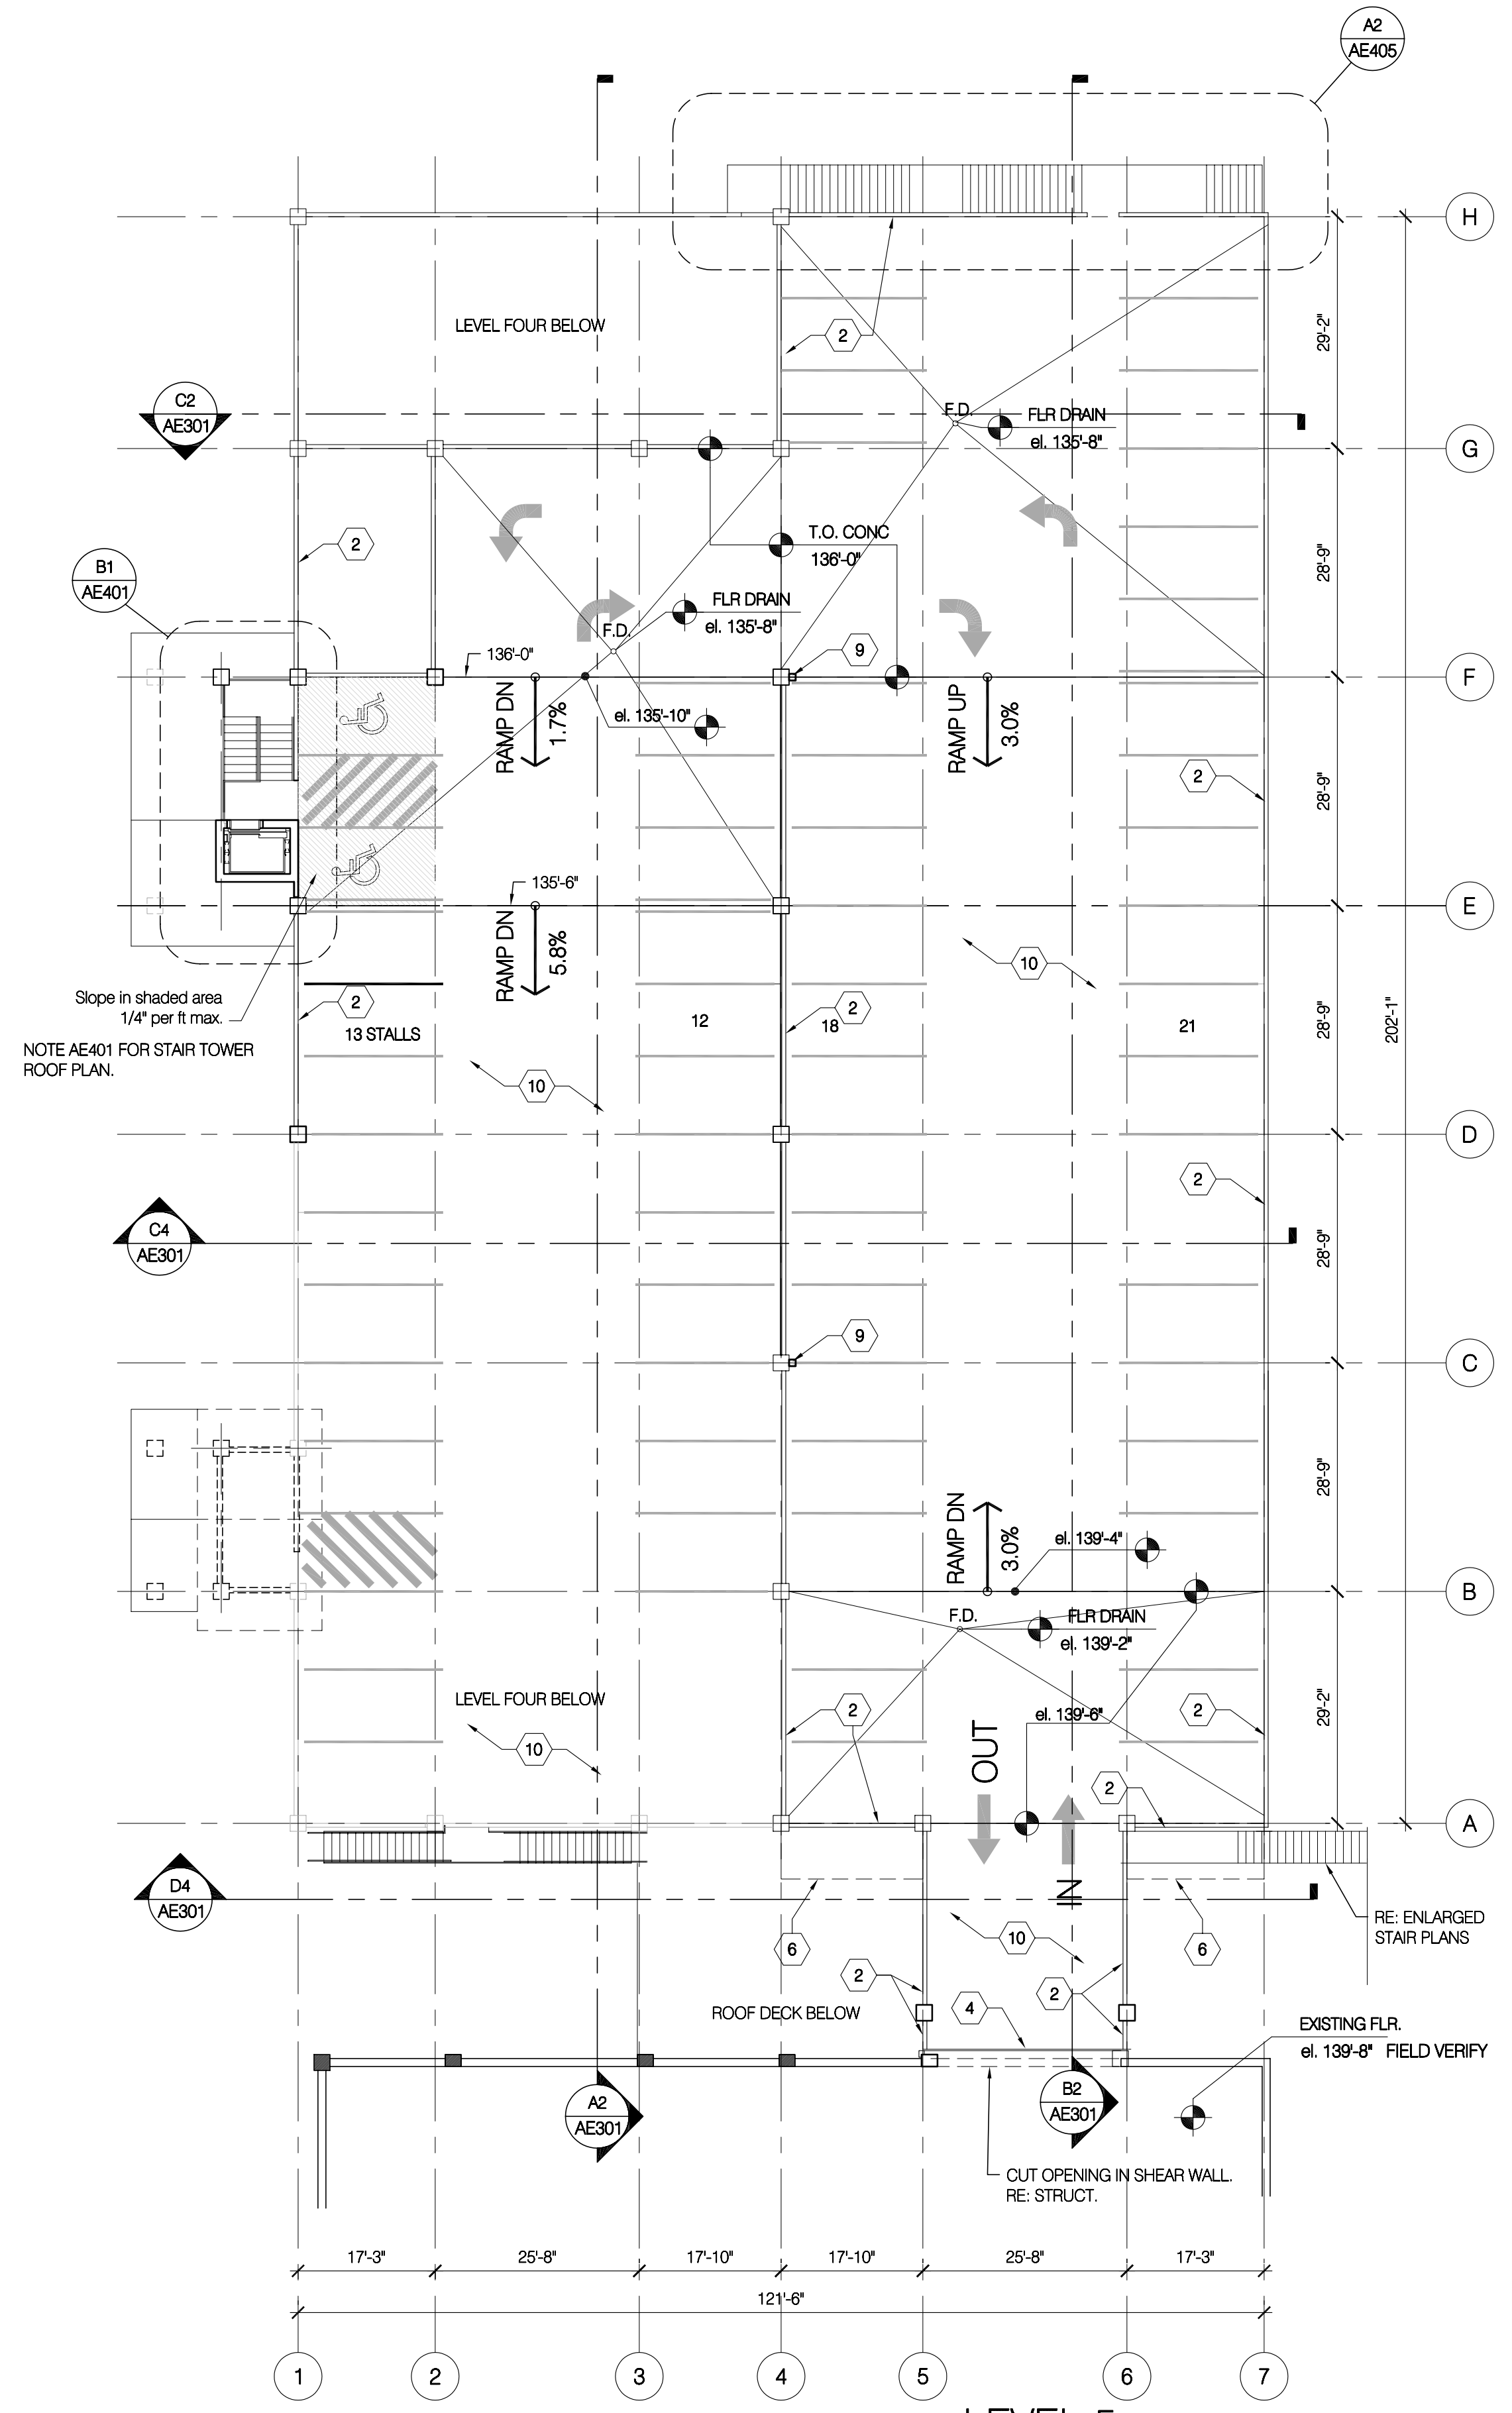 A2
AE405
H
29'-2"
LEVEL FOUR BELOW
2
C2
AE301
F.D.
FLR DRAIN
el. 135'-8"
G
T.O. CONC
136'-0"
2
28'-9"
B1
AE401
FLR DRAIN
el. 135'-8"
F.D.
136'-0"
9
F
RAMP DN
1.7%
el. 135'-10"
RAMP UP
3.0%
2
28'-9"
135'-6"
E
RAMP DN
5.8%
10
Slope in shaded area
1/4" per ft max.
2
13 STALLS
12
2
18
21
28'-9"
202'-1"
NOTE AE401 FOR STAIR TOWER
ROOF PLAN.
10
D
2
C4
AE301
28'-9"
9
C
28'-9"
RAMP DN
3.0%
el. 139'-4"
B
F.D.
FLR DRAIN
el. 139'-2"
LEVEL FOUR BELOW
2
el. 139'-6"
2
29'-2"
10
OUT
2
A
D4
AE301
IN
6
10
6
RE: ENLARGED
STAIR PLANS
2
2
4
ROOF DECK BELOW
EXISTING FLR.
el. 139'-8" FIELD VERIFY
A2
AE301
B2
AE301
CUT OPENING IN SHEAR WALL.
RE: STRUCT.
17'-3" 25'-8" 17'-10" 17'-10" 25'-8" 17'-3"
121'-6"
1 2 3 4 5 6 7
LEVEL 5